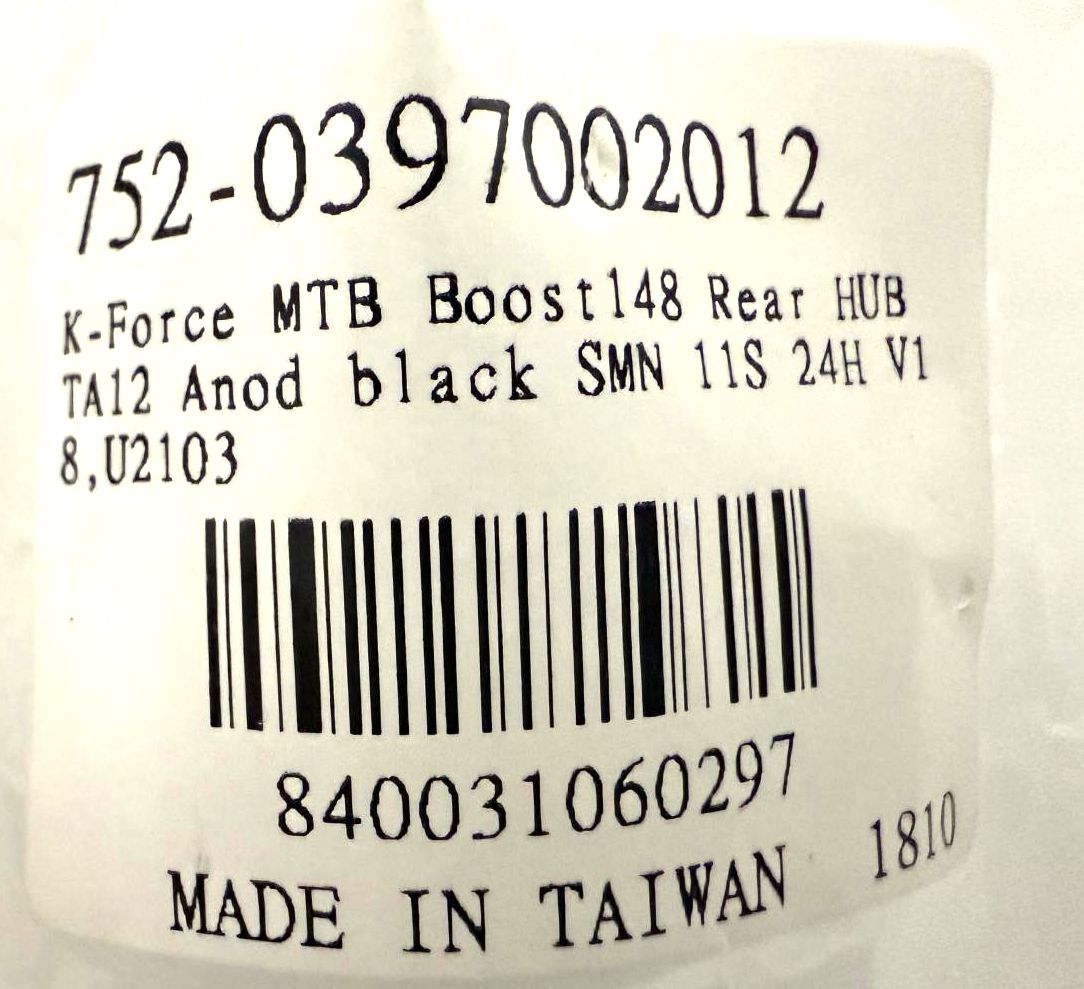 752-0397002012
K-Force MTB Boost148 Rear HUB
TA12 Anod black SMN 11S 24H V1
8,U2103
840031060297
MADE IN TAIWAN 1810